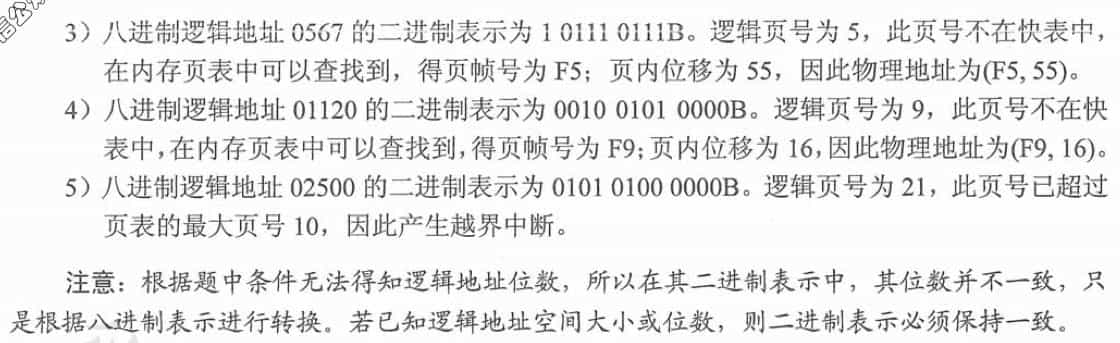 3）八进制逻辑地址 0567 的二进制表示为 1 0111 0111B。逻辑页号为 5，此页号不在快表中，
在内存页表中可以查找到，得页帧号为 F5；页内位移为 55，因此物理地址为(F5, 55)。
4）八进制逻辑地址 01120 的二进制表示为 0010 0101 0000B。逻辑页号为 9，此页号不在快
表中，在内存页表中可以查找到，得页帧号为 F9；页内位移为 16，因此物理地址为(F9, 16)。
5）八进制逻辑地址 02500 的二进制表示为 0101 0100 0000B。逻辑页号为 21，此页号已超过
页表的最大页号 10，因此产生越界中断。
注意：根据题中条件无法得知逻辑地址位数，所以在其二进制表示中，其位数并不一致，只
是根据八进制表示进行转换。若已知逻辑地址空间大小或位数，则二进制表示必须保持一致。